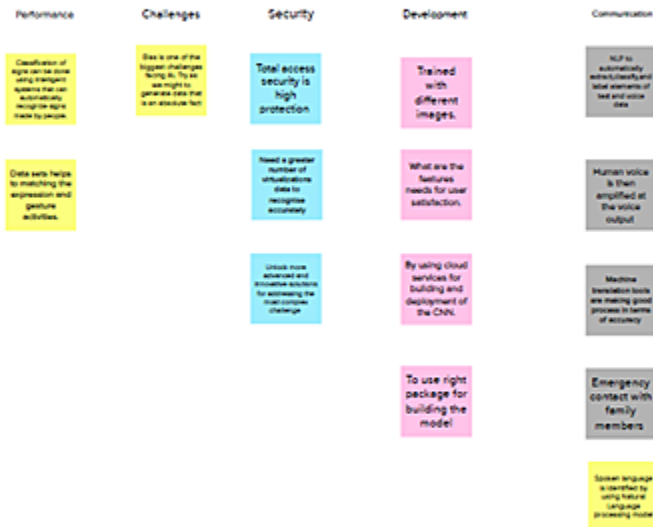 Performance
Challenges
Security
Development
Communication
Classification of
signs can be done
using intelligent
systems that can
automatically
recognize signs
made by people.
Data sets helps
to matching the
expression and
gesture
activities.
Bias is one of the
biggest challenges
facing AI. Try as
we might to
generate data that
is an absolute fact
Total access
security is
high
protection
Need a greater
number of
virtualizations
data to
recognise
accurately
Unlock more
advanced and
innovative solutions
for addressing the
most complex
challenge
Trained
with
different
images.
What are the
features
needs for user
satisfaction.
By using cloud
services for
building and
deployment of
the CNN.
To use right
package for
building the
model
NLP to
automatically
extract,classify,and
label elements of
text and voice
data
Human voice
is then
amplified at
the voice
output
Machine
translation tools
are making good
process in terms
of accuracy
Emergency
contact with
family
members
Spoken language
is identified by
using Natural
Language
processing model